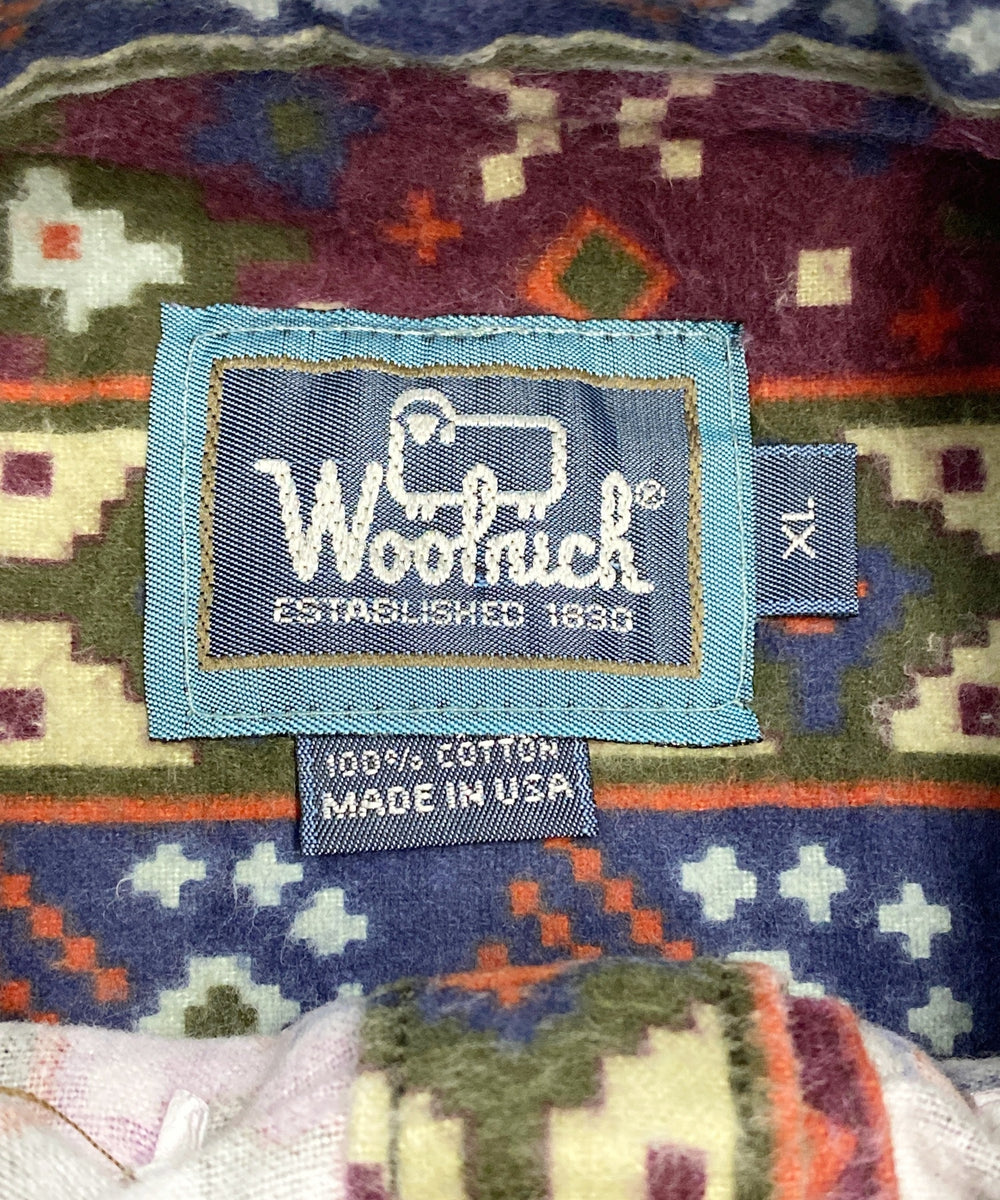 Woolrich®
ESTABLISHED 1830
XL
100% COTTON
MADE IN USA